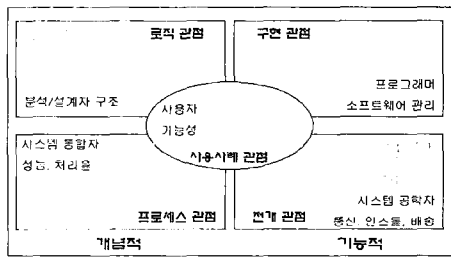 로직 관점
구현 관점
분석/설계자 구조
프로그래머
소프트웨어 관리
사용자
기능성
사용사례 관점
시스템 통합자
성능, 처리율
시스템 공학자
통신, 인스톨, 배송
프로세스 관점
전개 관점
개념적
기능적